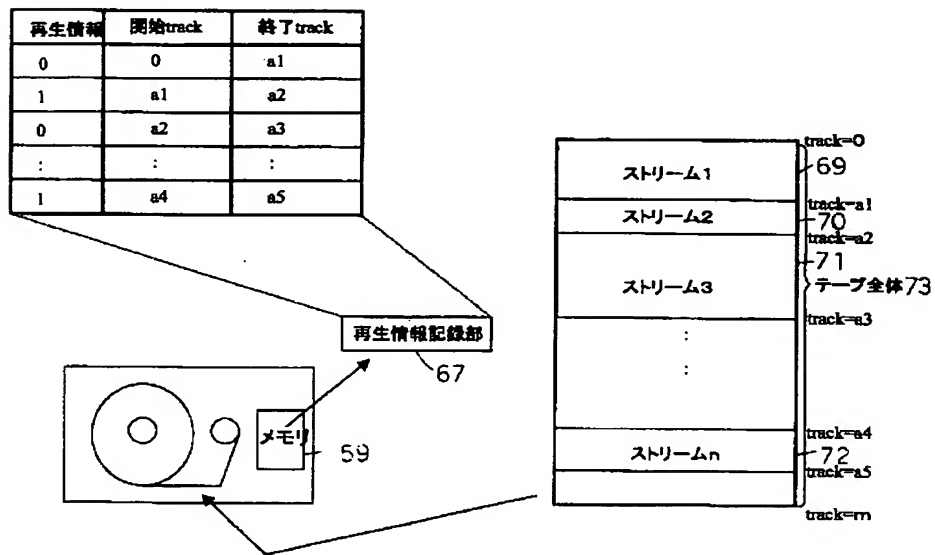 再生情報 開始track 終了track
0 0 a1
1 a1 a2
0 a2 a3
: : :
1 a4 a5
再生情報記録部
67
メモリ
59
track=0
ストリーム1
69
track=a1
ストリーム2
70
track=a2
71
ストリーム3
テープ全体73
track=a3
:
:
track=a4
ストリームn
72
track=a5
track=m